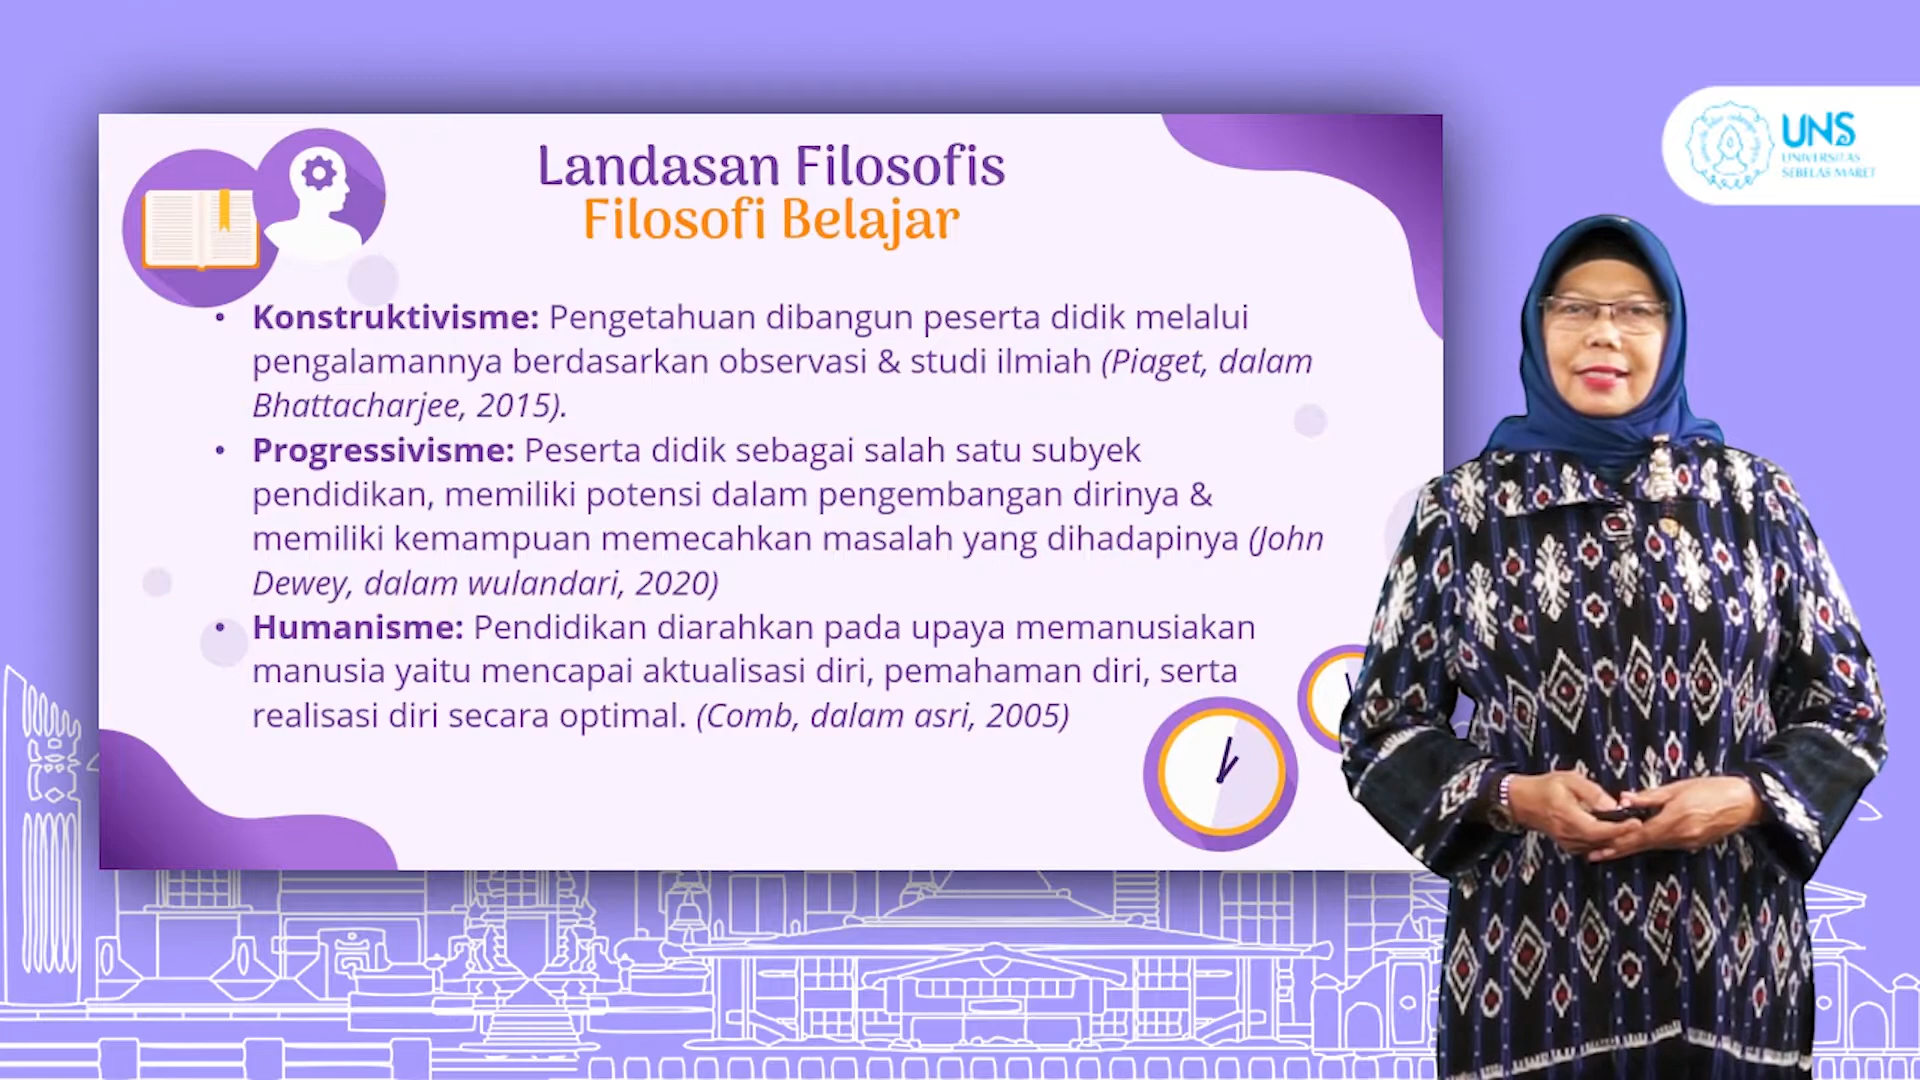 Landasan Filosofis
Filosofi Belajar
• Konstruktivisme: Pengetahuan dibangun peserta didik melalui
pengalamannya berdasarkan observasi & studi ilmiah (Piaget, dalam
Bhattacharjee, 2015).
• Progressivisme: Peserta didik sebagai salah satu subyek
pendidikan, memiliki potensi dalam pengembangan dirinya &
memiliki kemampuan memecahkan masalah yang dihadapinya (John
Dewey, dalam wulandari, 2020)
• Humanisme: Pendidikan diarahkan pada upaya memanusiakan
manusia yaitu mencapai aktualisasi diri, pemahaman diri, serta
realisasi diri secara optimal. (Comb, dalam asri, 2005)
UNS
UNIVERSITAS
SEBELAS MARET